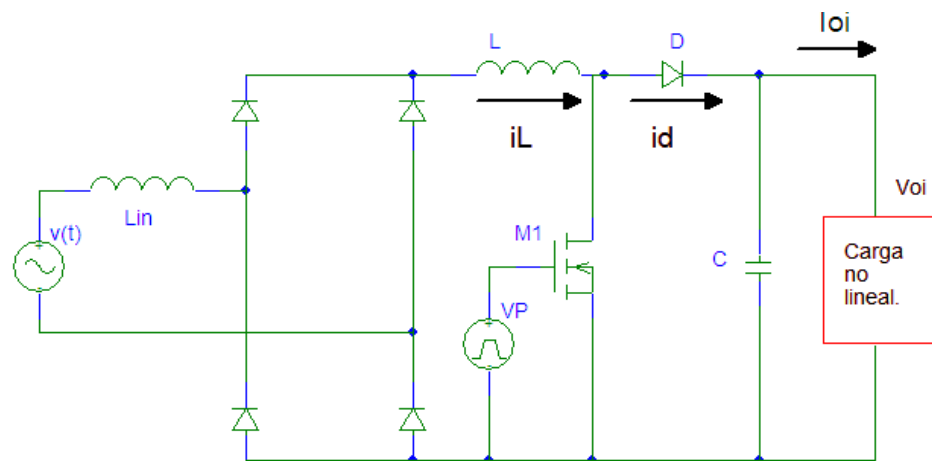 Ioi
L
D
iL
id
Voi
Lin
v(t)
M1
C
VP
Carga
no
lineal.